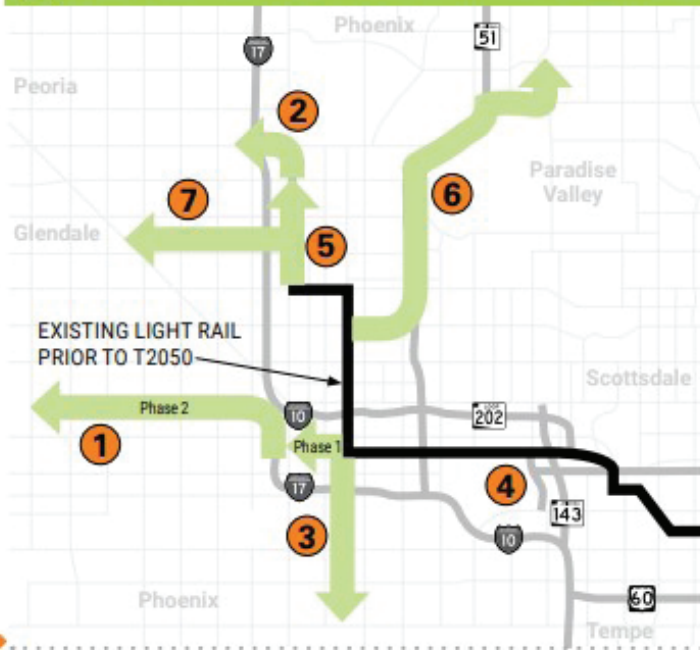 Phoenix
51
17
Peoria
2
Paradise
Valley
7
6
Glendale
5
EXISTING LIGHT RAIL
PRIOR TO T2050
Scottsdale
Phase 2
10
202
1
Phase 1
17
4
143
3
10
Phoenix
60
Tempe